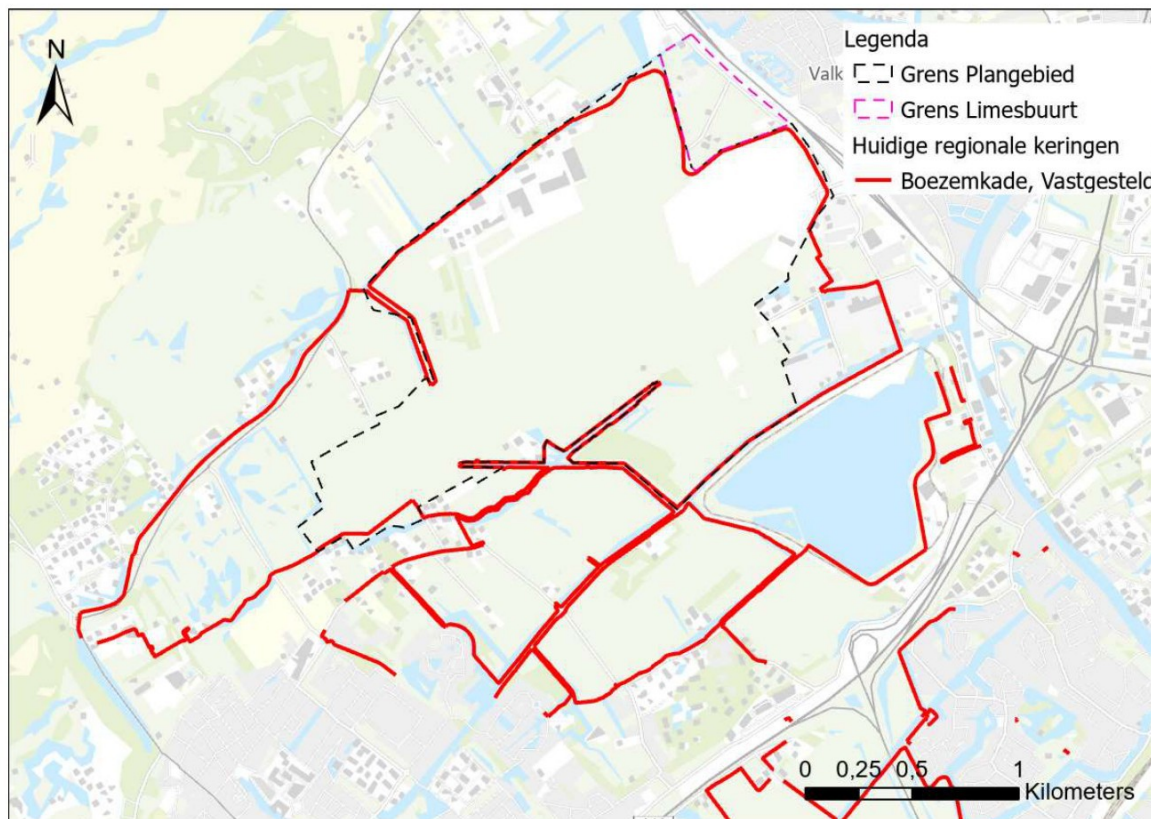 N
Legenda
Valk
Grens Plangebied
Grens Limesbuurt
Huidige regionale keringen
Boezemkade, Vastgesteld
0 0,25 0,5 1
Kilometers